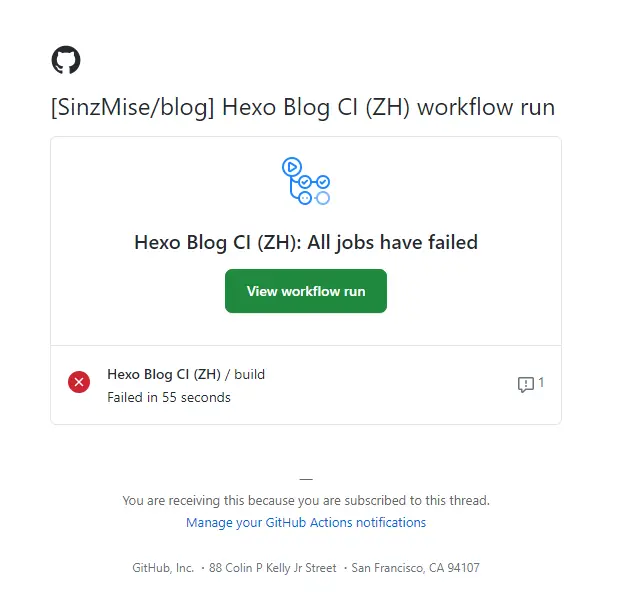 [SinzMise/blog] Hexo Blog CI (ZH) workflow run
Hexo Blog CI (ZH): All jobs have failed
View workflow run
Hexo Blog CI (ZH) / build
Failed in 55 seconds
1
—
You are receiving this because you are subscribed to this thread.
Manage your GitHub Actions notifications
GitHub, Inc. ・88 Colin P Kelly Jr Street ・San Francisco, CA 94107